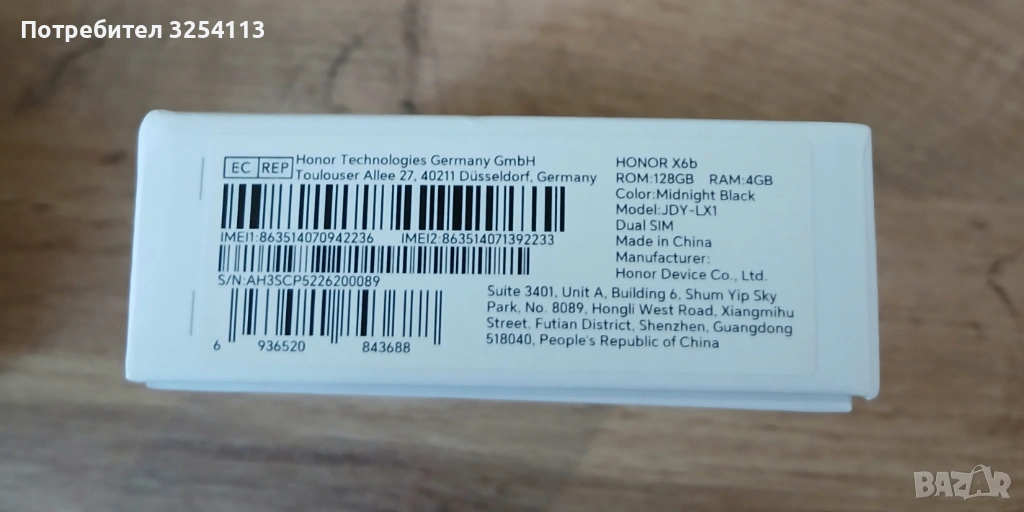 Потребител 3254113
EC REP
Honor Technologies Germany GmbH
Toulouser Allee 27, 40211 Düsseldorf, Germany
IMEI1:863514070942236 IMEI2:863514071392233
S/N:AH3SCP5226200089
6 936520 843688
HONOR X6b
ROM:128GB RAM:4GB
Color:Midnight Black
Model:JDY-LX1
Dual SIM
Made in China
Manufacturer:
Honor Device Co., Ltd.
Suite 3401, Unit A, Building 6, Shum Yip Sky
Park, No. 8089, Hongli West Road, Xiangmihu
Street, Futian District, Shenzhen, Guangdong
518040, People's Republic of China
BAZAR